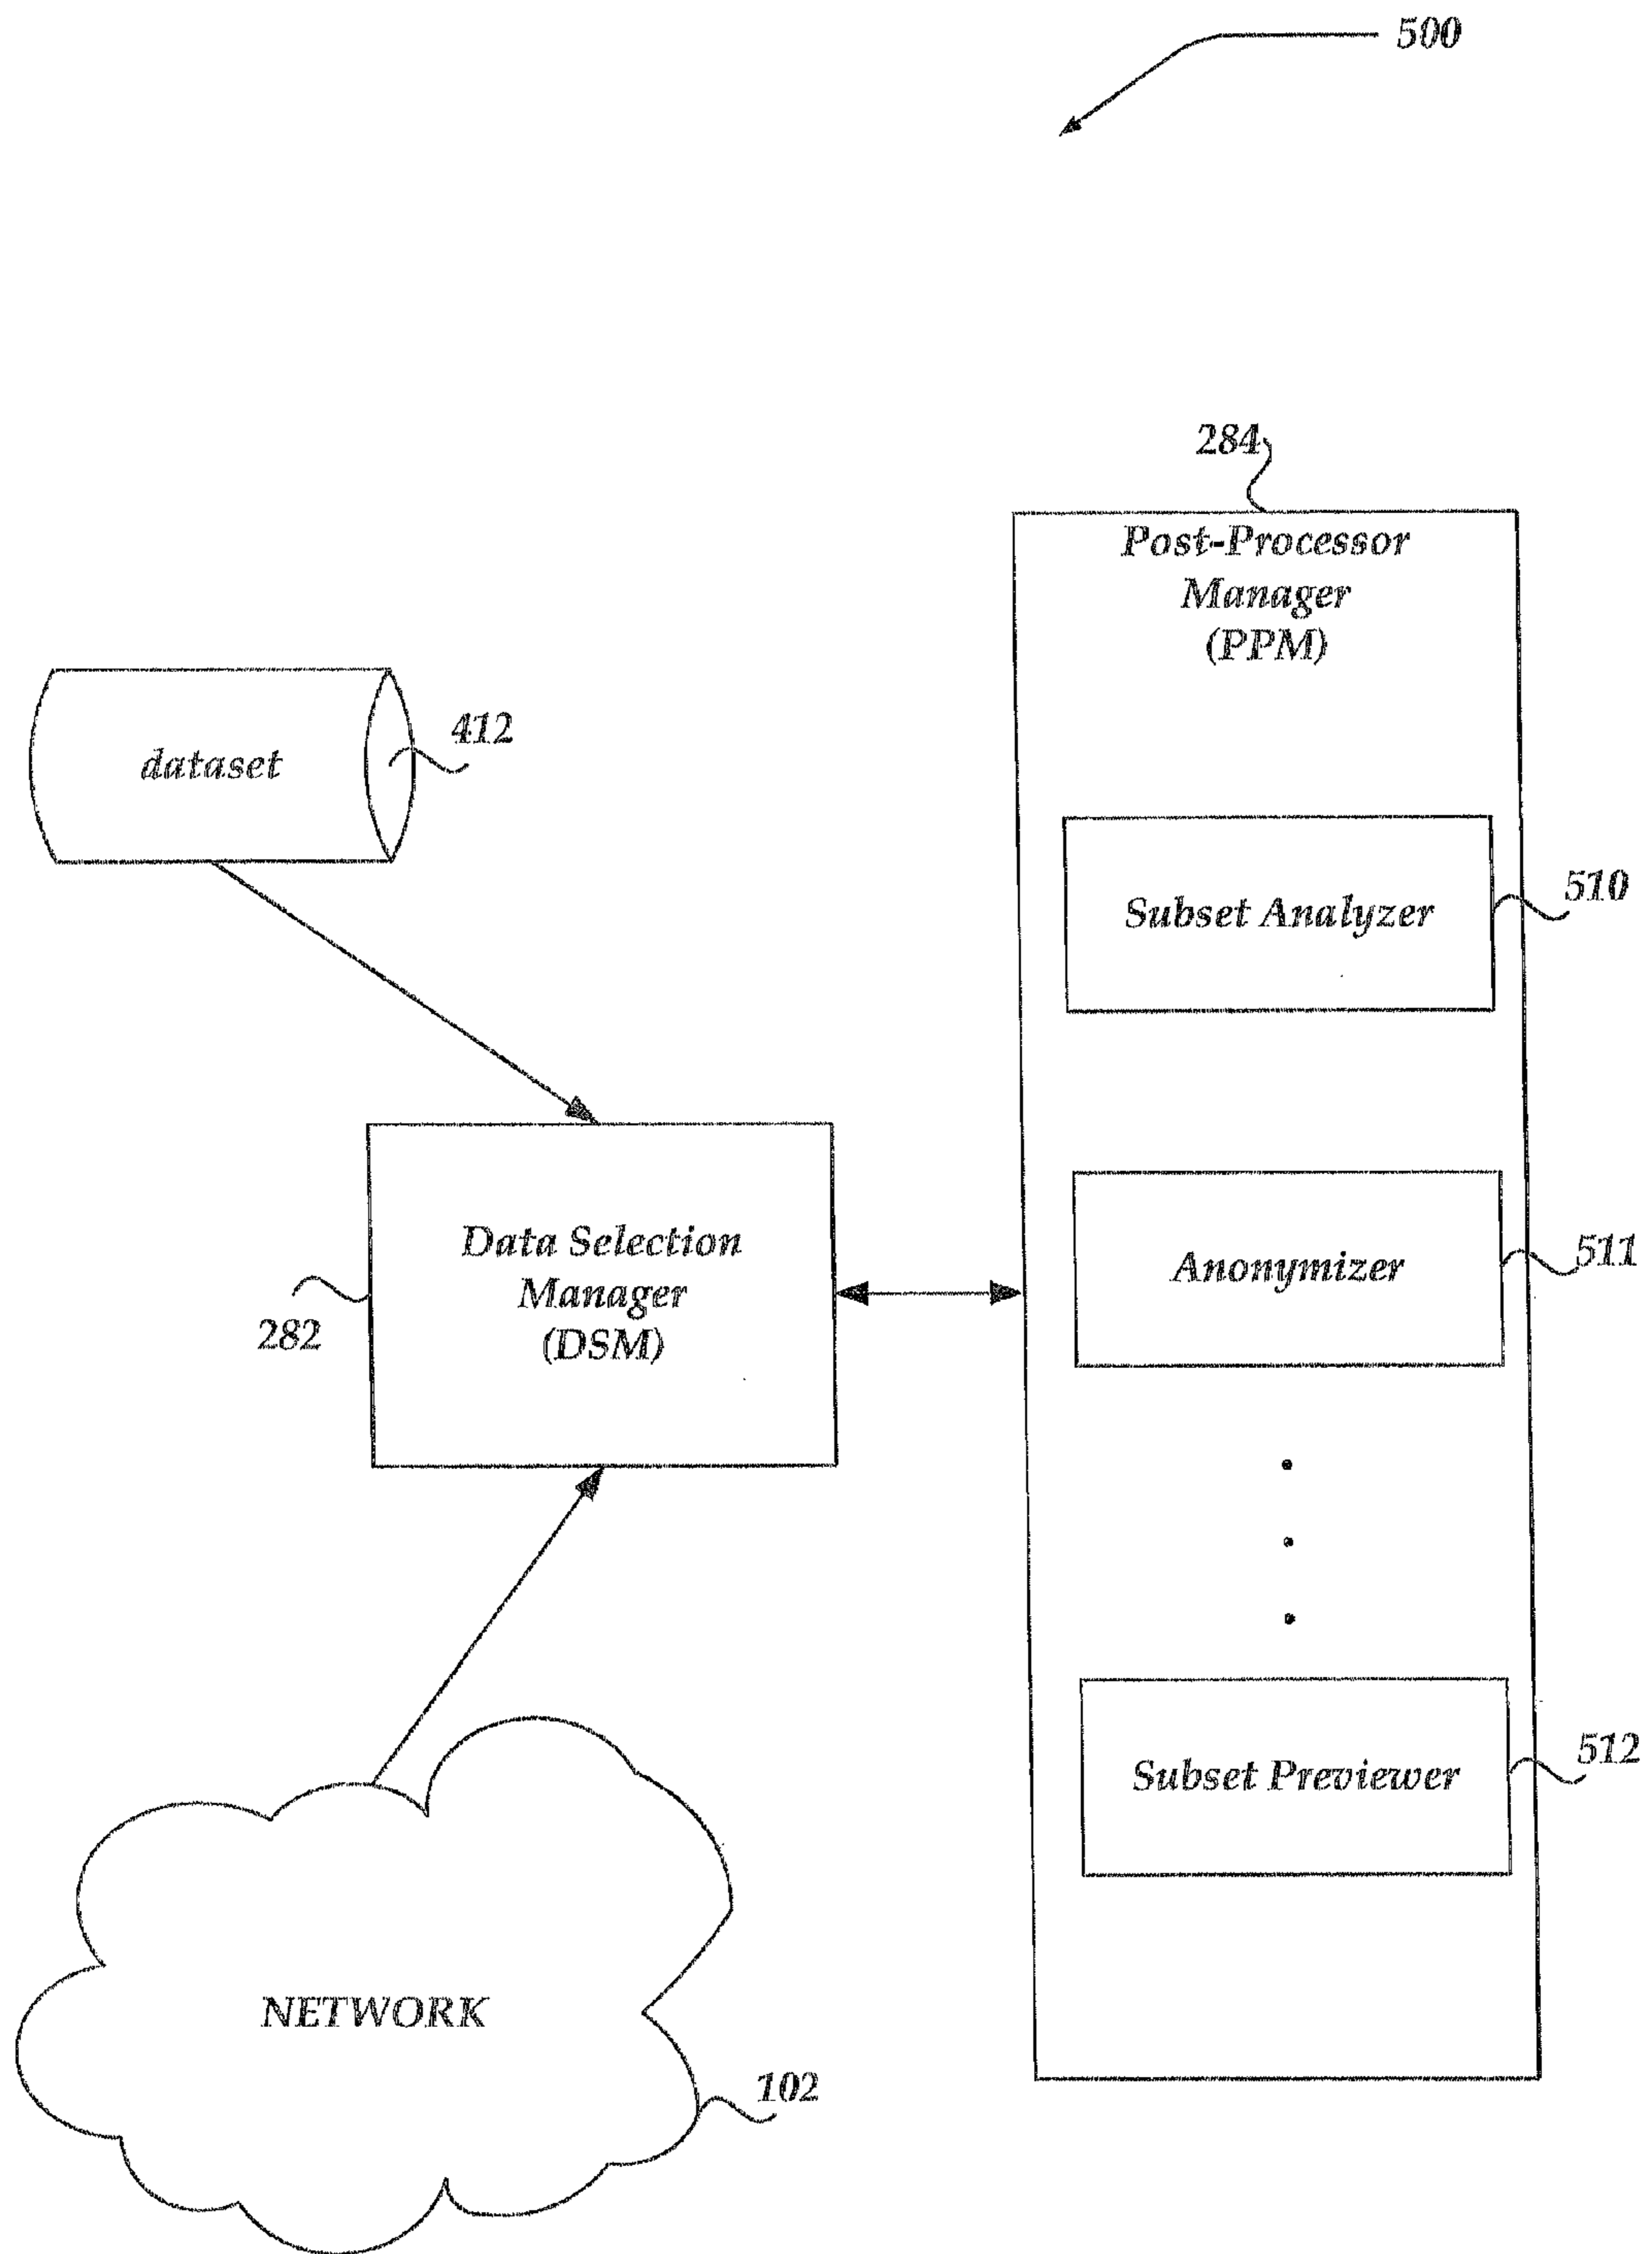 500
284
Post-Processor
Manager
(PPM)
412
dataset
510
Subset Analyzer
Data Selection
Manager
(DSM)
282
511
Anonymizer
512
Subset Previewer
NETWORK
102